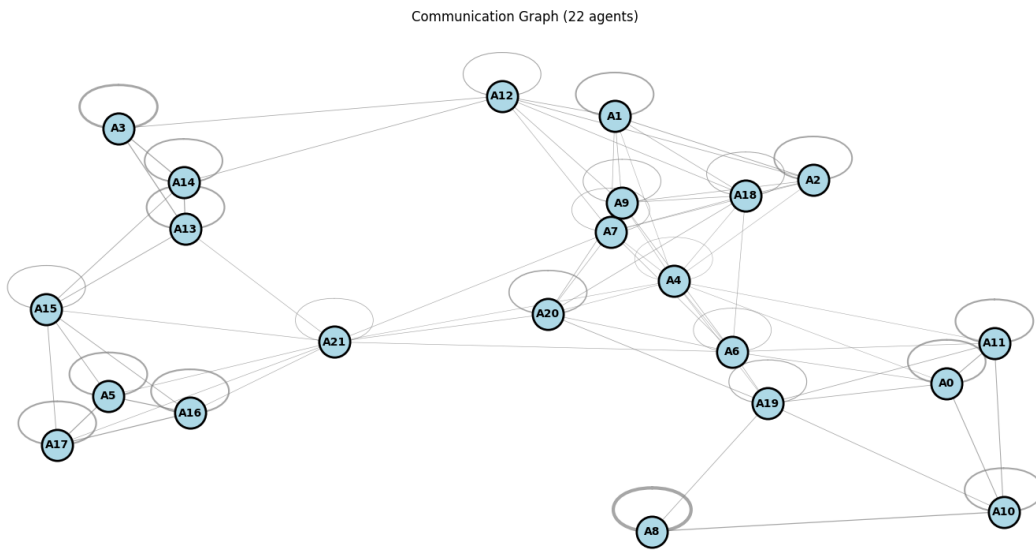 Communication Graph (22 agents)
A12
A1
A3
A14
A2
A18
A9
A13
A7
A4
A15
A20
A21
A6
A11
A0
A5
A19
A16
A17
A10
A8